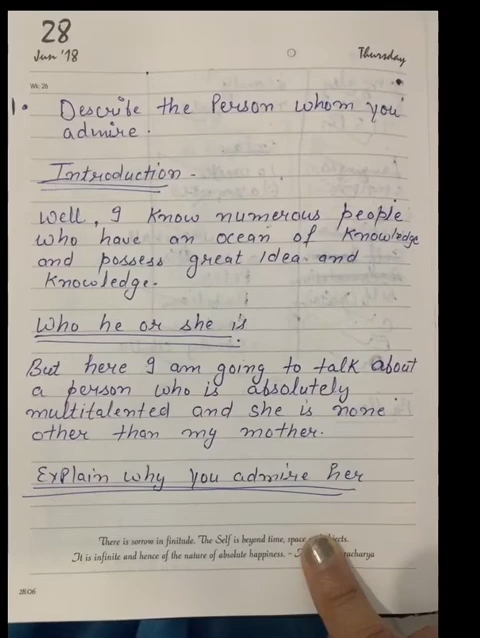 28
Jun '18
Thursday
Wk. 26
1. Describe the Person whom you
admire.
Introduction -
Well, I know numerous people
who have an ocean of knowledge
and possess great idea and
knowledge.
Who he or she is
But here I am going to talk about
a person who is absolutely
multitalented and she is none
other than my mother.
Explain why you admire her
There is sorrow in finitude. The Self is beyond time, space
It is infinite and hence of the nature of absolute happiness. -
28.06